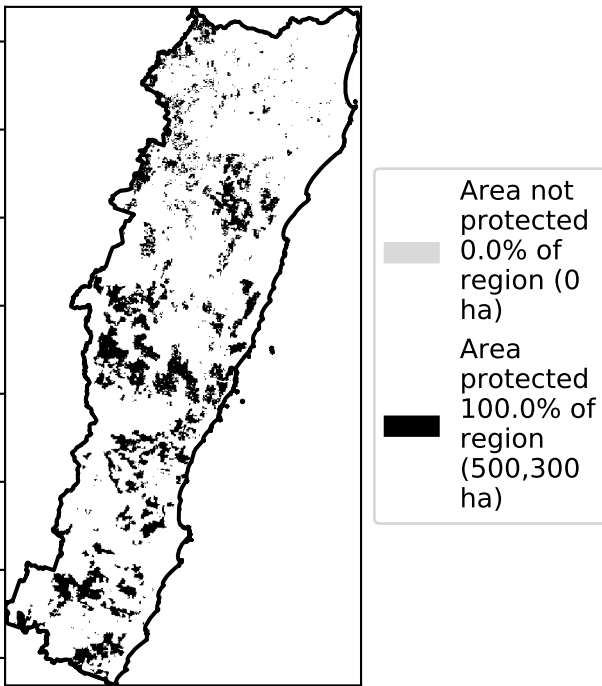 Area not
protected
0.0% of
region (0
ha)
Area
protected
100.0% of
region
(500,300
ha)